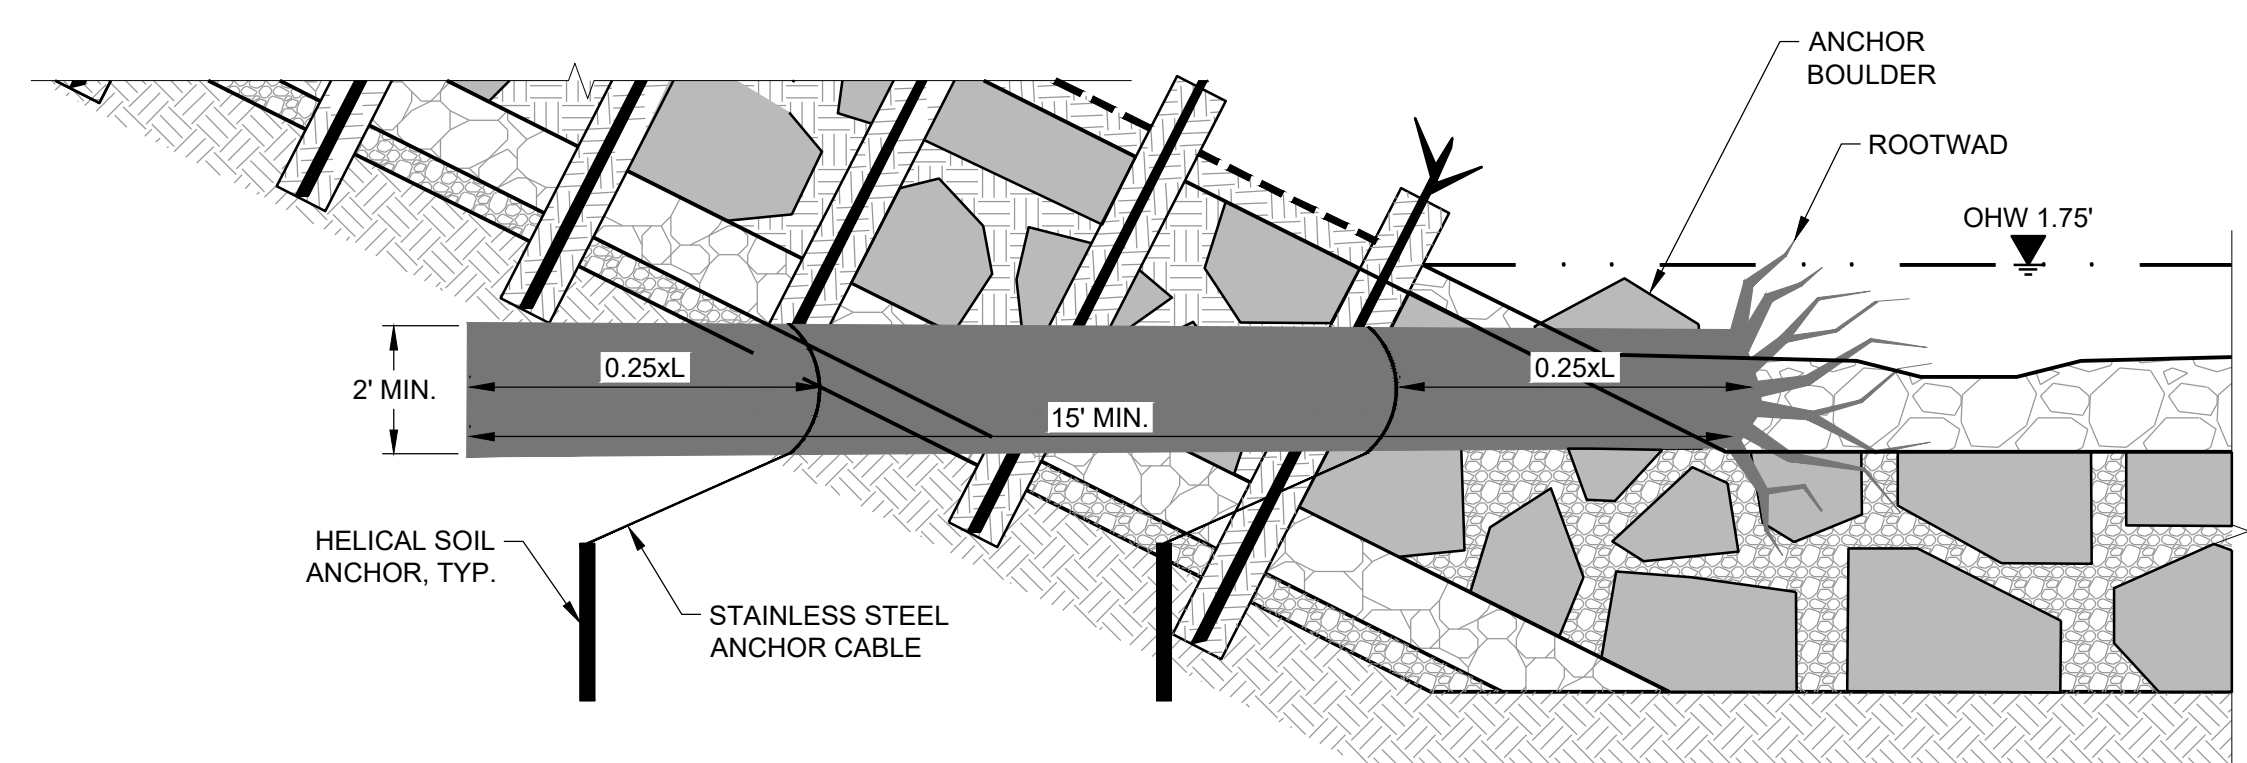 ANCHOR
BOULDER
ROOTWAD
OHW 1.75'
0.25xL
0.25xL
2' MIN.
15' MIN.
HELICAL SOIL
ANCHOR, TYP.
STAINLESS STEEL
ANCHOR CABLE